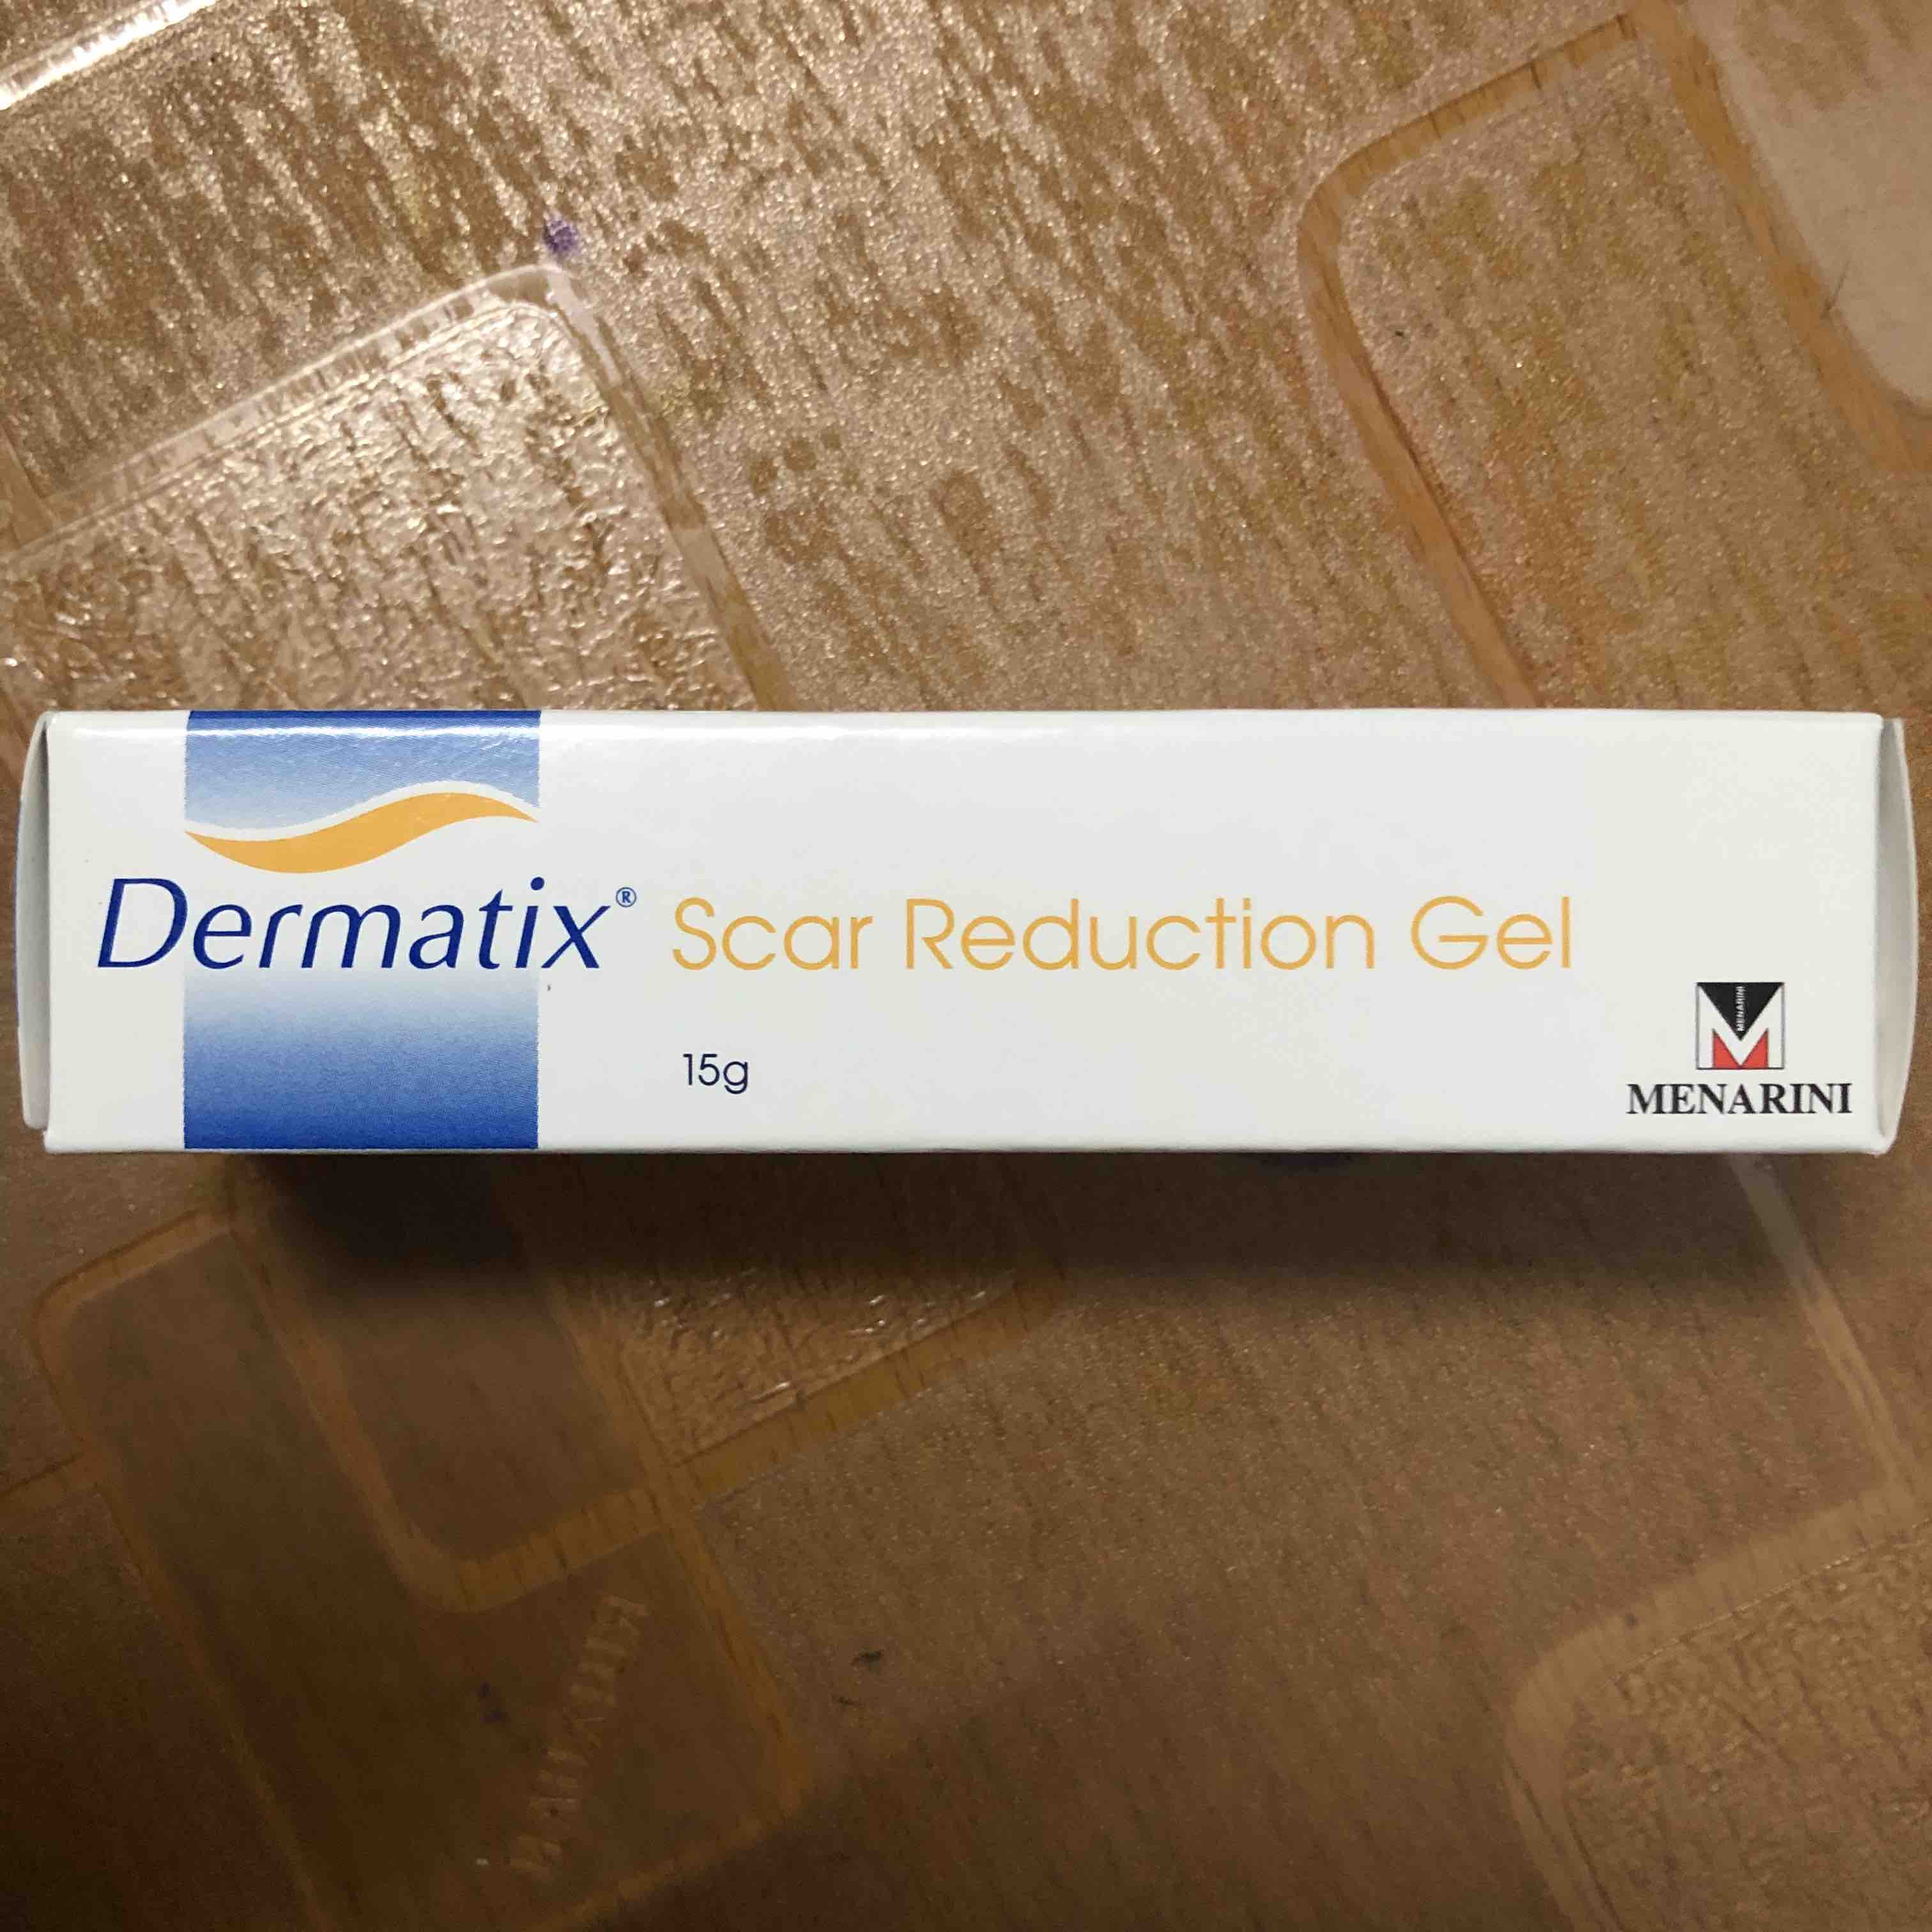 Dermatix® Scar Reduction Gel
15g
MENARINI
MENARINI